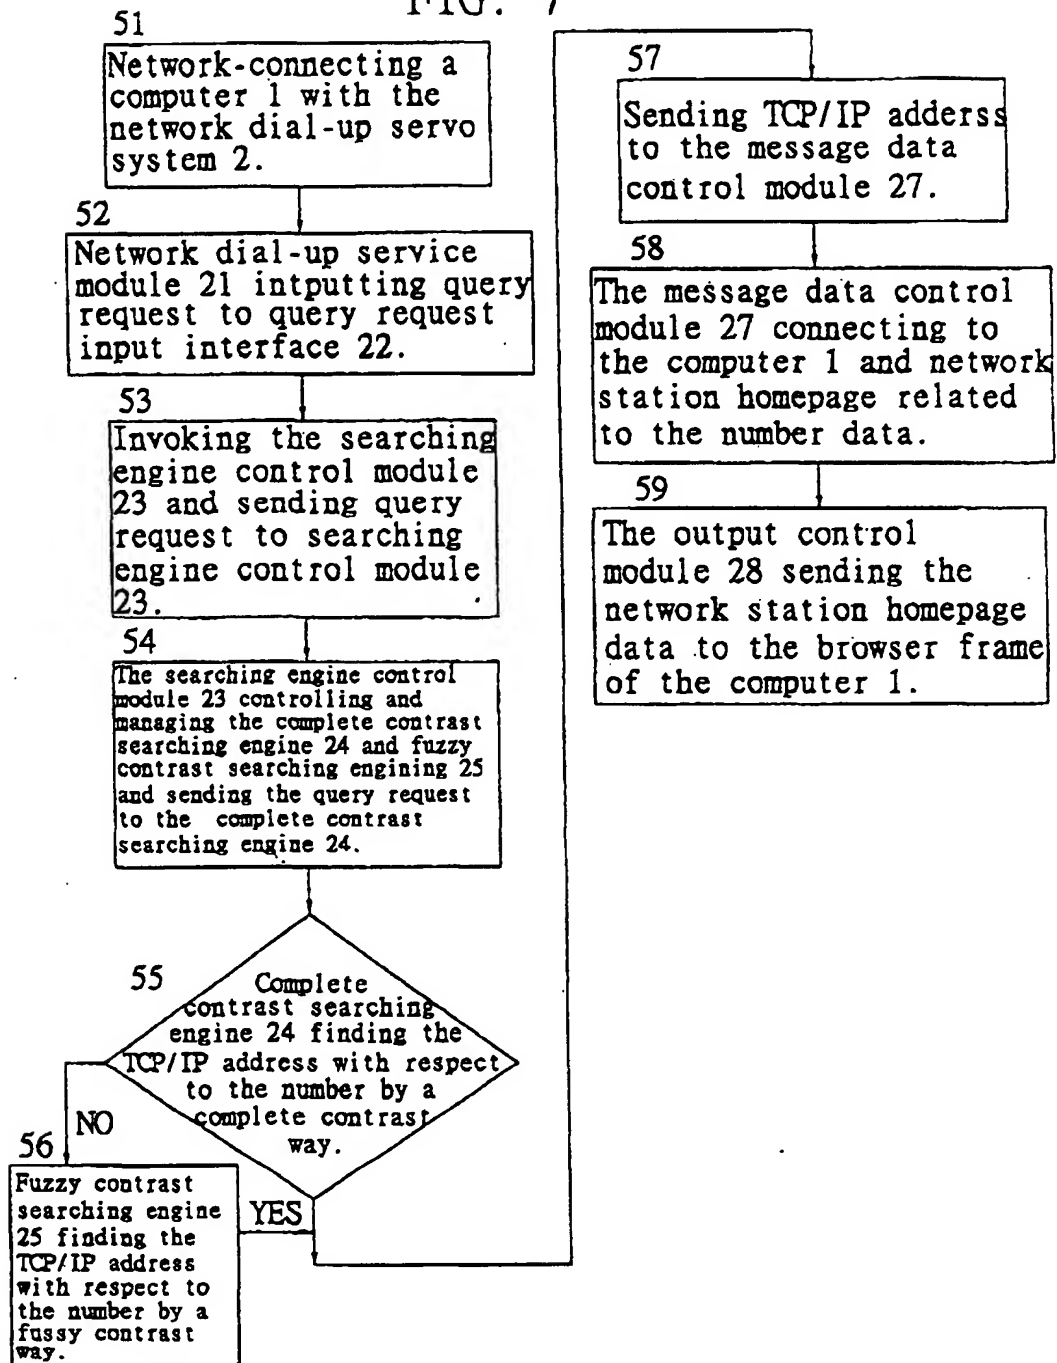 FIG. 7
51
Network-connecting a
computer 1 with the
network dial-up servo
system 2.
52
Network dial-up service
module 21 intputting query
request to query request
input interface 22.
53
Invoking the searching
engine control module
23 and sending query
request to searching
engine control module
23.
54
The searching engine control
module 23 controlling and
managing the complete contrast
searching engine 24 and fuzzy
contrast searching engining 25
and sending the query request
to the complete contrast
searching engine 24.
55
Complete
contrast searching
engine 24 finding the
TCP/IP address with respect
to the number by a
complete contrast
way.
NO
YES
56
Fuzzy contrast
searching engine
25 finding the
TCP/IP address
with respect to
the number by a
fussy contrast
way.
57
Sending TCP/IP adderss
to the message data
control module 27.
58
The message data control
module 27 connecting to
the computer 1 and network
station homepage related
to the number data.
59
The output control
module 28 sending the
network station homepage
data to the browser frame
of the computer 1.